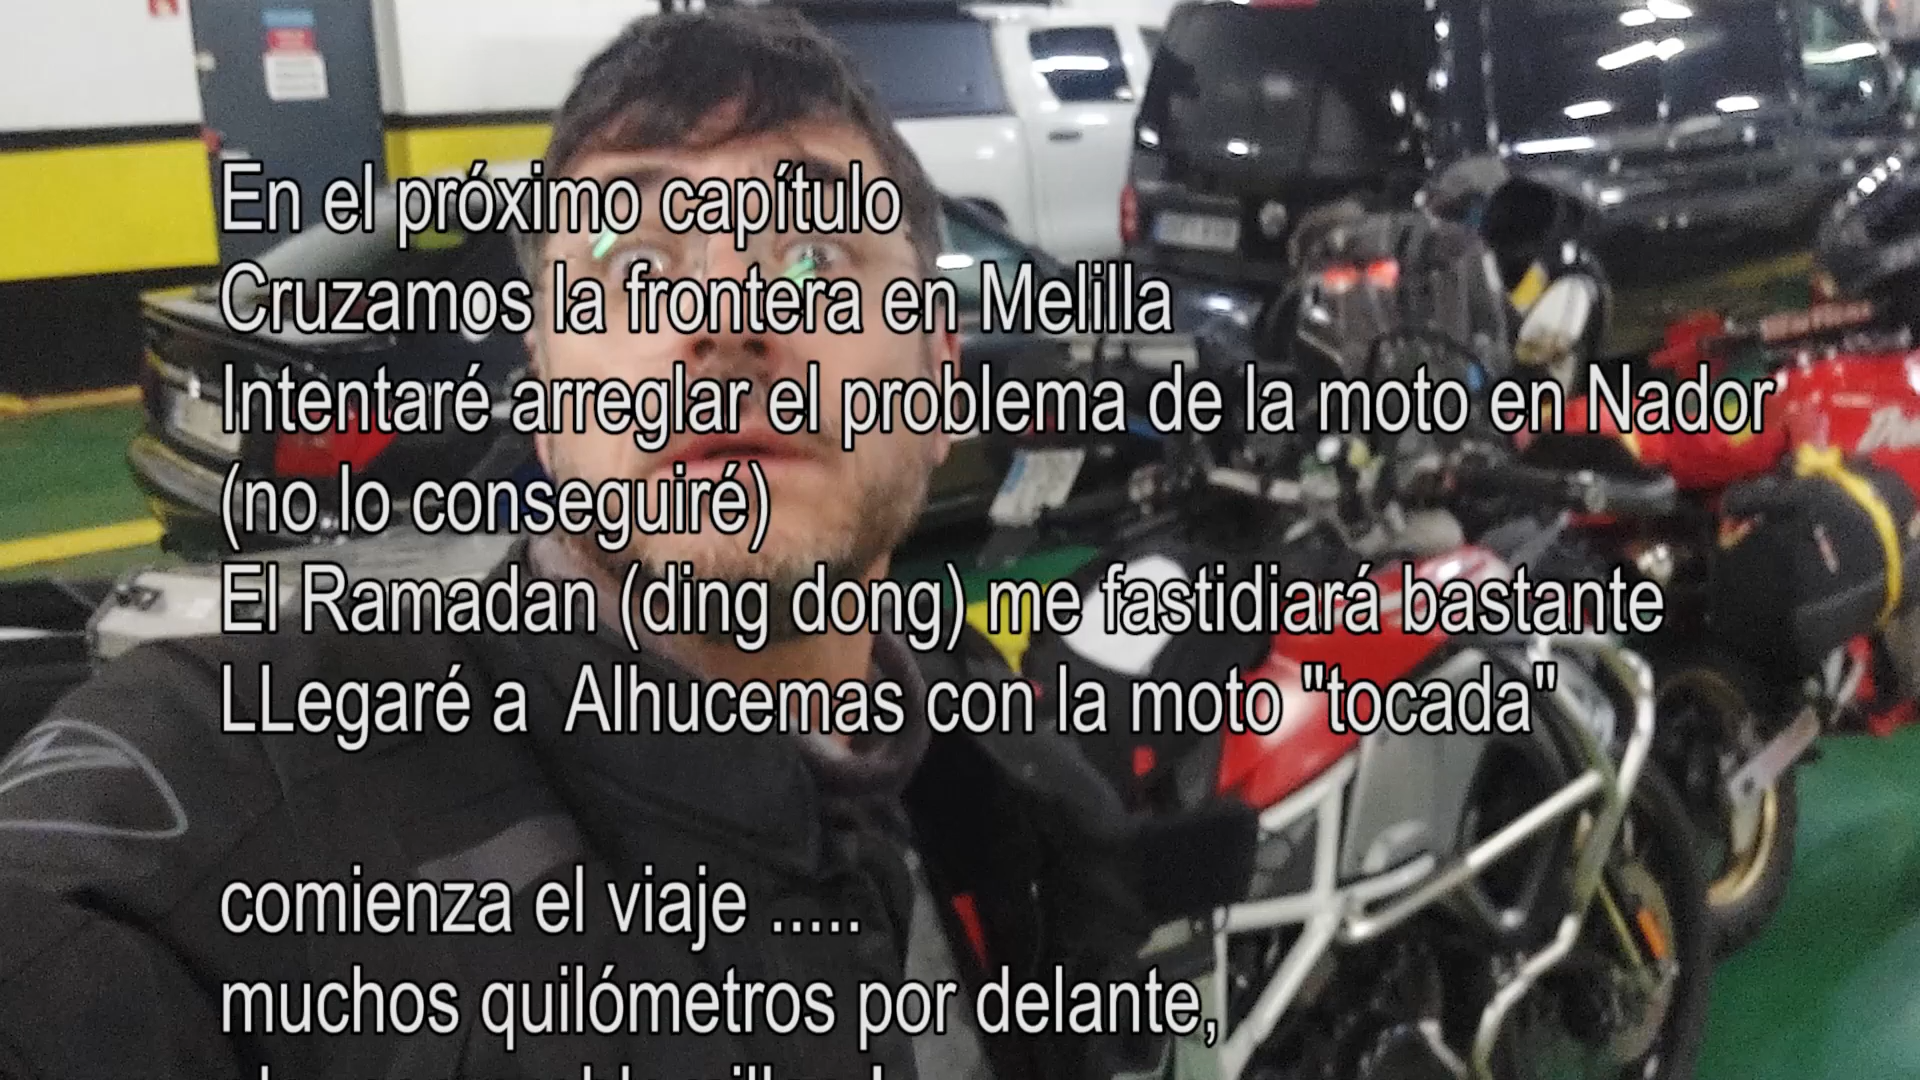 En el próximo capítulo
Cruzamos la frontera en Melilla
Intentaré arreglar el problema de la moto en Nador
(no lo conseguiré)
El Ramadan (ding dong) me fastidiará bastante
LLegaré a  Alhucemas con la moto "tocada"
comienza el viaje .....
muchos quilómetros por delante,